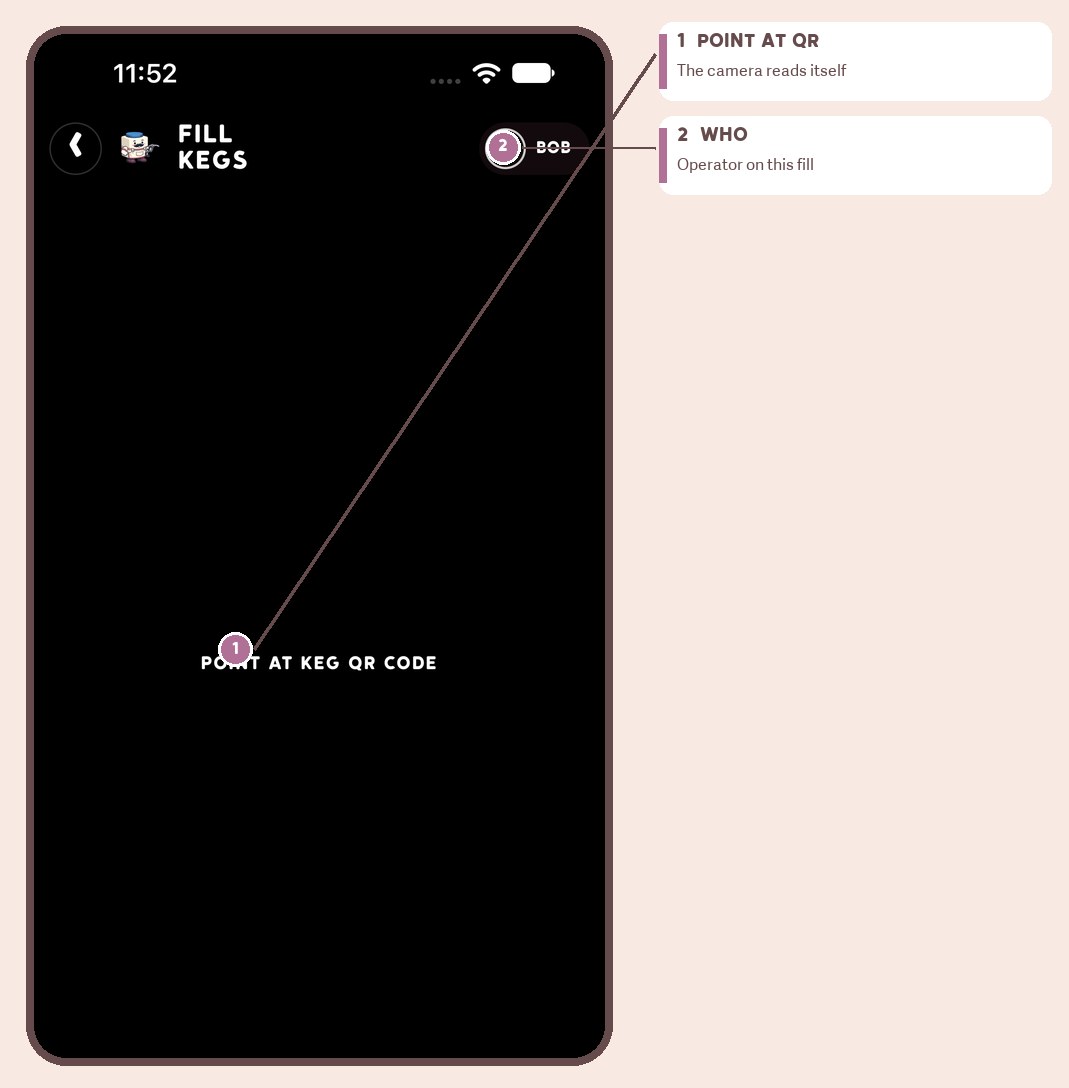 11:52
FILL
KEGS
2
BOB
1
POINT AT KEG QR CODE
1 POINT AT QR
The camera reads itself
2 WHO
Operator on this fill